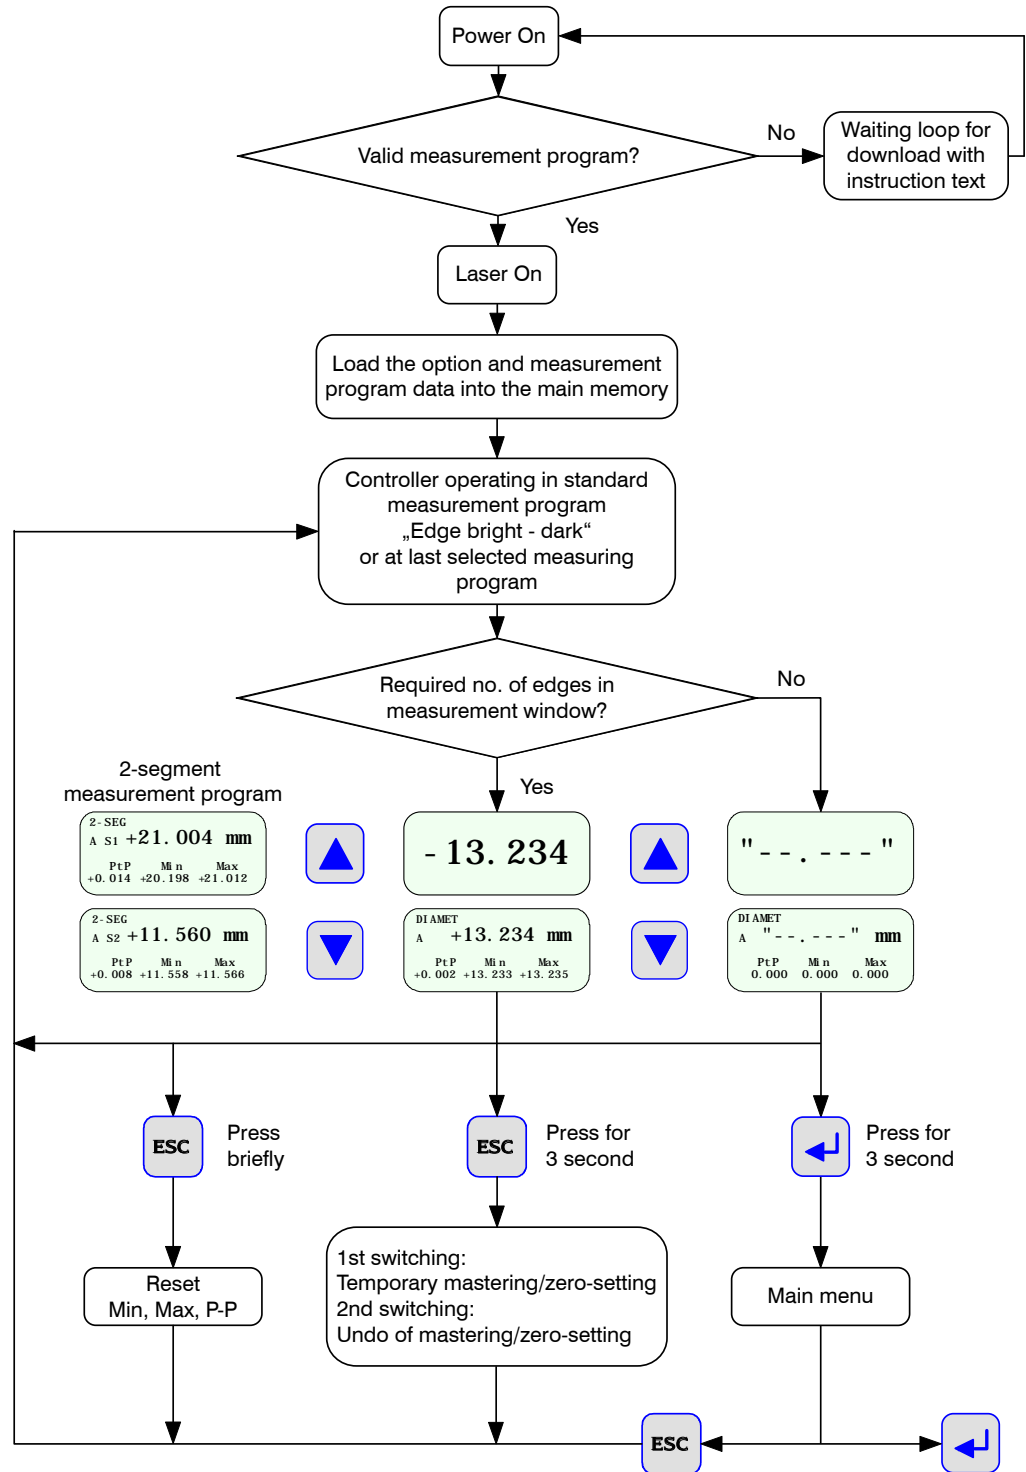 Power On
Valid measurement program?
No
Waiting loop for
download with
instruction text
Yes
Laser On
Load the option and measurement
program data into the main memory
Controller operating in standard
measurement program
„Edge bright - dark“
or at last selected measuring
program
Required no. of edges in
measurement window?
No
Yes
2-segment
measurement program
2-SEG
A S1 +21.004 mm
PtP Min Max
+0.014 +20.198 +21.012
-13.234
"--.---"
2-SEG
A S2 +11.560 mm
PtP Min Max
+0.008 +11.558 +11.566
DIAMET
A +13.234 mm
PtP Min Max
+0.002 +13.233 +13.235
DIAMET
A "--.---" mm
PtP Min Max
0.000 0.000 0.000
ESC
Press
briefly
ESC
Press for
3 second
Press for
3 second
Reset
Min, Max, P-P
1st switching:
Temporary mastering/zero-setting
2nd switching:
Undo of mastering/zero-setting
Main menu
ESC